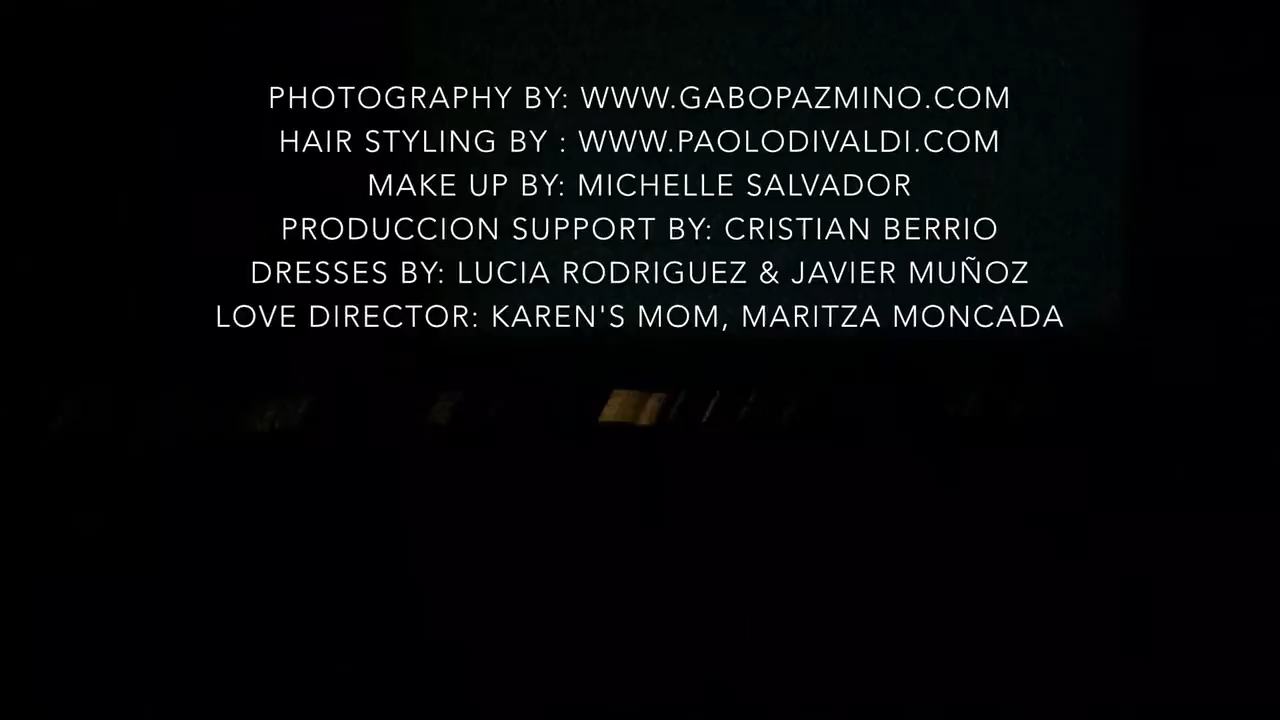 PHOTOGRAPHY BY: WWW.GABOPAZMINO.COM
HAIR STYLING BY : WWW.PAOLODIVALDI.COM
MAKE UP BY: MICHELLE SALVADOR
PRODUCCION SUPPORT BY: CRISTIAN BERRIO
DRESSES BY: LUCIA RODRIGUEZ & JAVIER MUÑOZ
LOVE DIRECTOR: KAREN'S MOM, MARITZA MONCADA